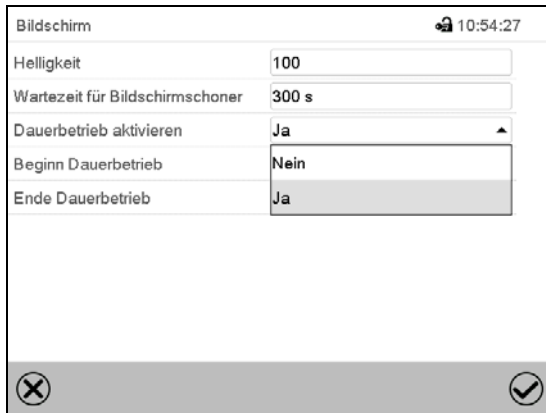 Bildschirm 10:54:27
Helligkeit 100
Wartezeit für Bildschirmschoner 300 s
Dauerbetrieb aktivieren Ja
Beginn Dauerbetrieb Nein
Ende Dauerbetrieb Ja